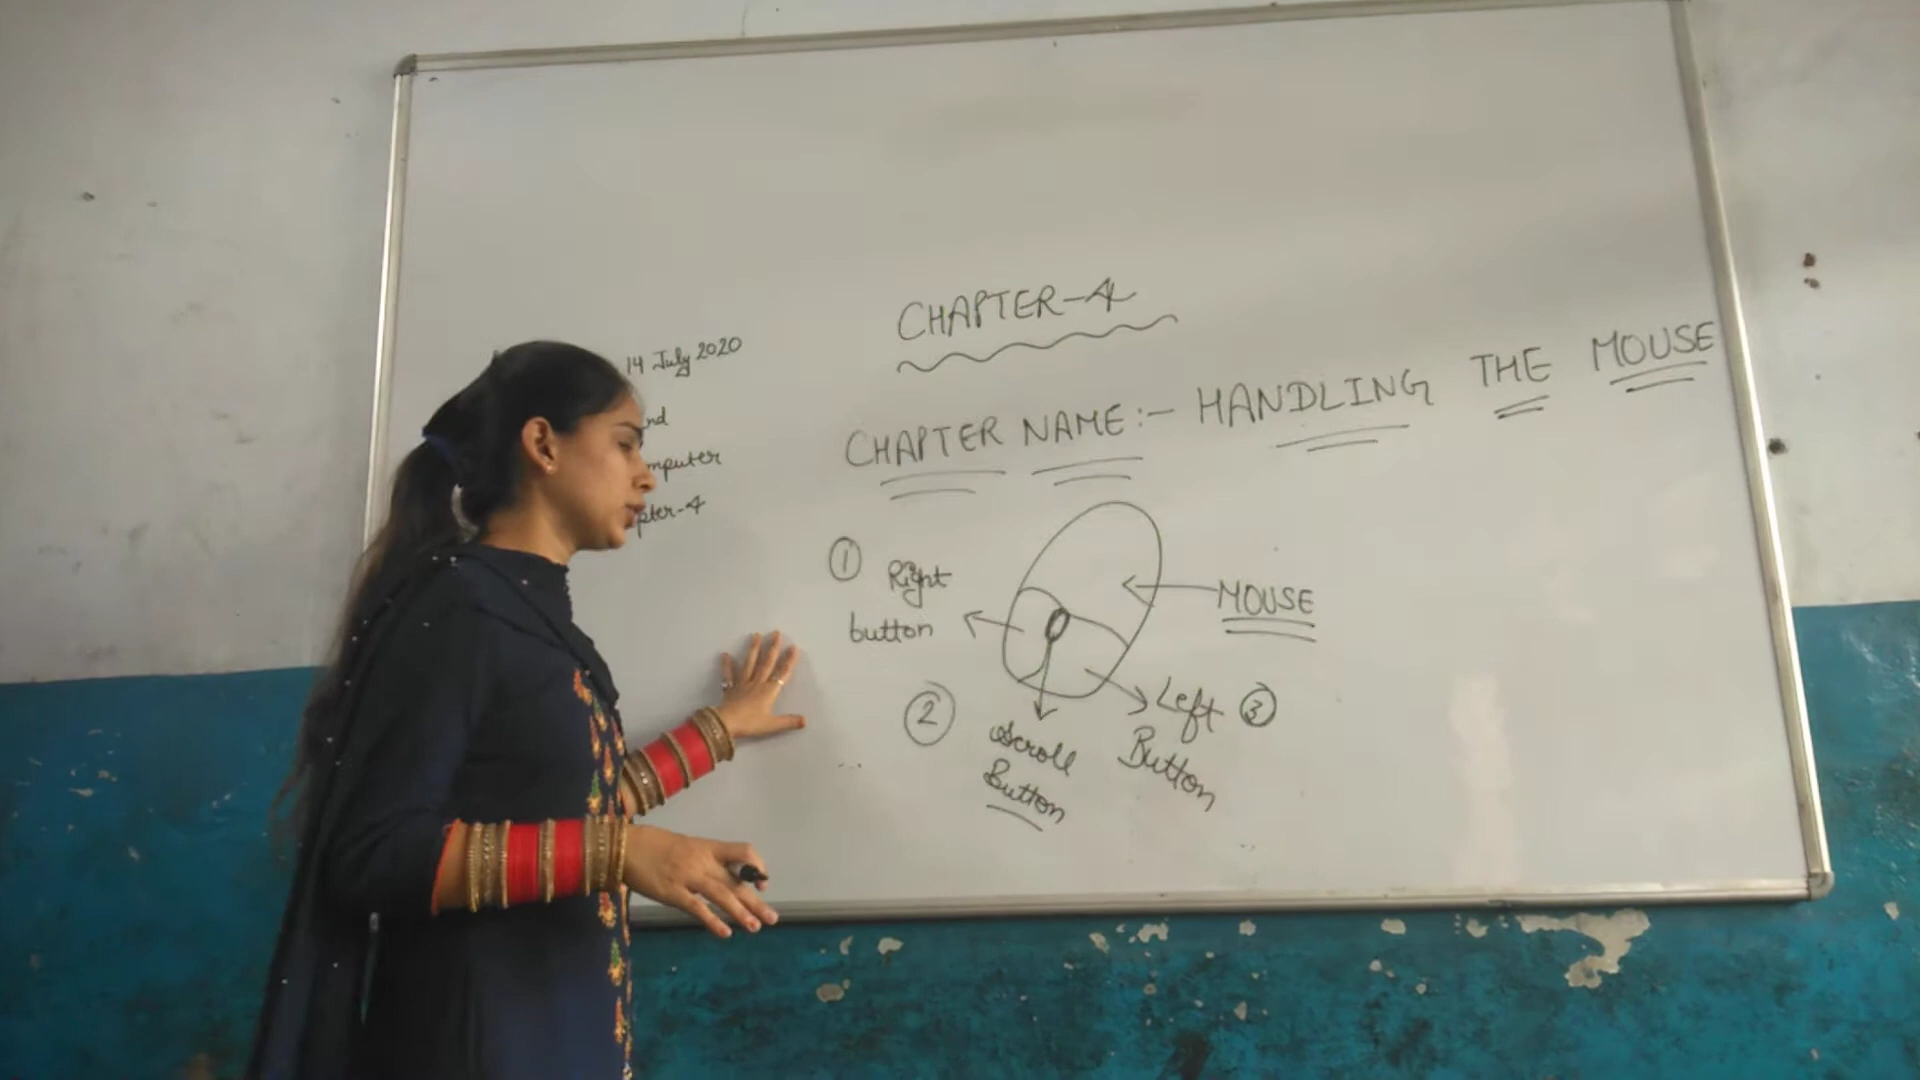 14 July 2020
nd
mputer
pter-4
CHAPTER-4
CHAPTER NAME:- HANDLING THE MOUSE
① Right
button
MOUSE
② Scroll
Button
Left ③
Button